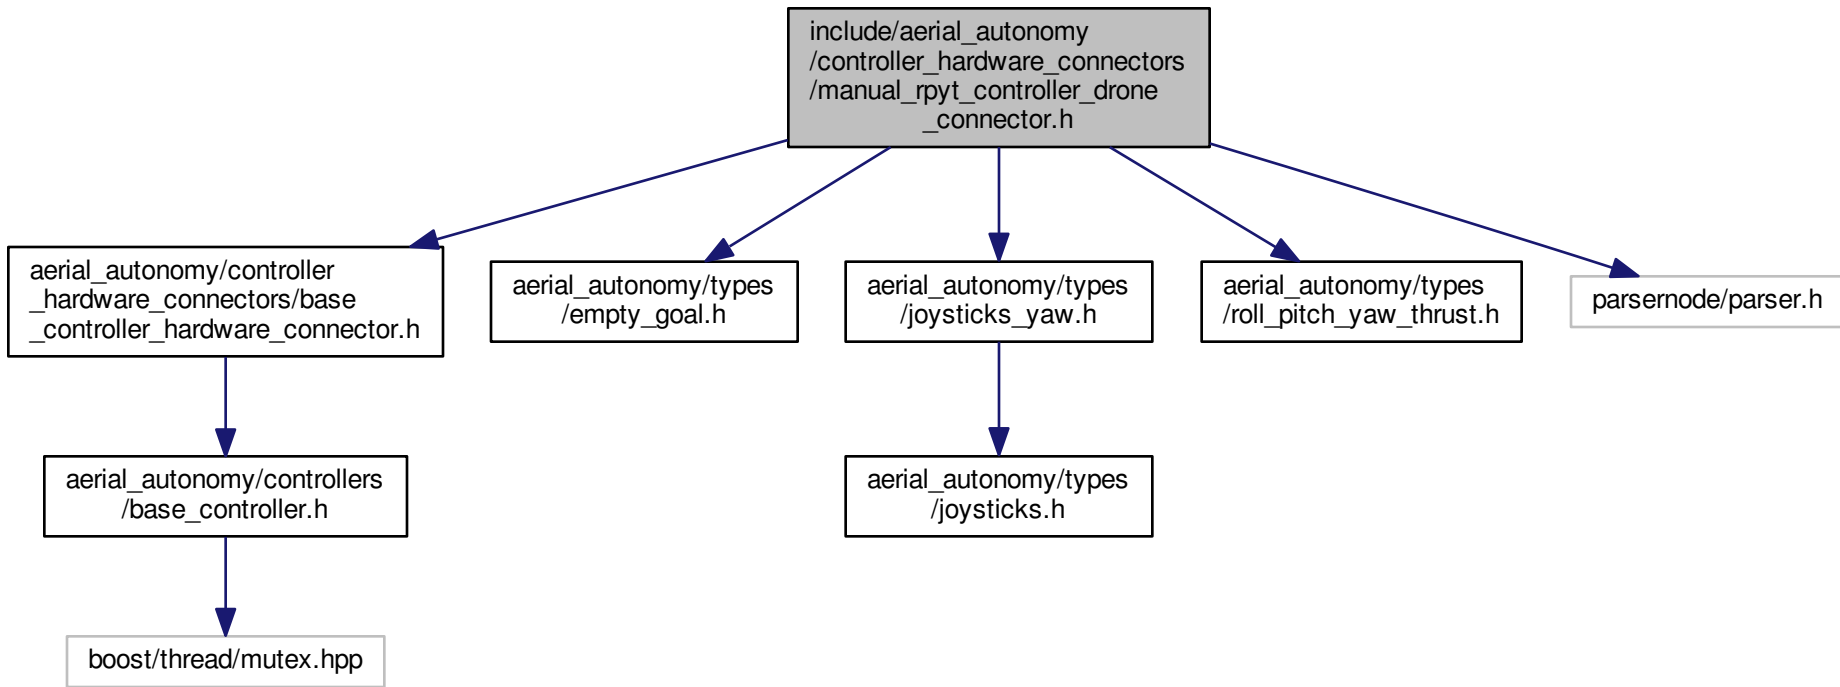 include/aerial_autonomy
/controller_hardware_connectors
/manual_rpyt_controller_drone
_connector.h
aerial_autonomy/controller
_hardware_connectors/base
_controller_hardware_connector.h
aerial_autonomy/types
/empty_goal.h
aerial_autonomy/types
/joysticks_yaw.h
aerial_autonomy/types
/roll_pitch_yaw_thrust.h
parsernode/parser.h
aerial_autonomy/controllers
/base_controller.h
aerial_autonomy/types
/joysticks.h
boost/thread/mutex.hpp